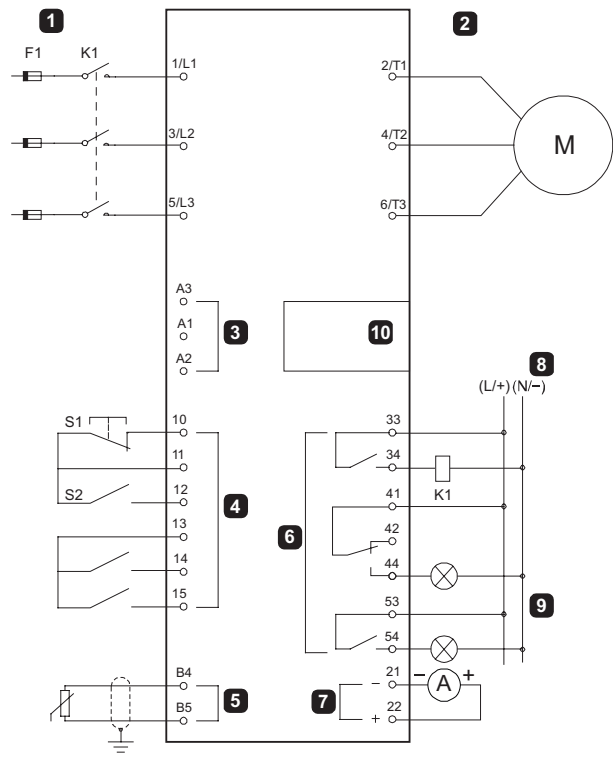 1
2
F1 K1
1/L1
2/T1
3/L2
4/T2
M
5/L3
6/T3
A3
A1
A2
3
10
8
(L/+) (N/−)
S1
10
33
11
34
K1
S2
12
4
41
13
6
42
14
44
15
9
53
54
B4
21
− − A +
5
7
B5
+ 22